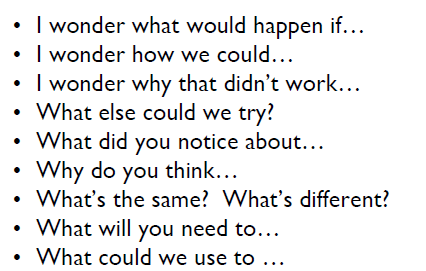 • I wonder what would happen if…
• I wonder how we could…
• I wonder why that didn’t work…
• What else could we try?
• What did you notice about…
• Why do you think…
• What’s the same?  What’s different?
• What will you need to…
• What could we use to …